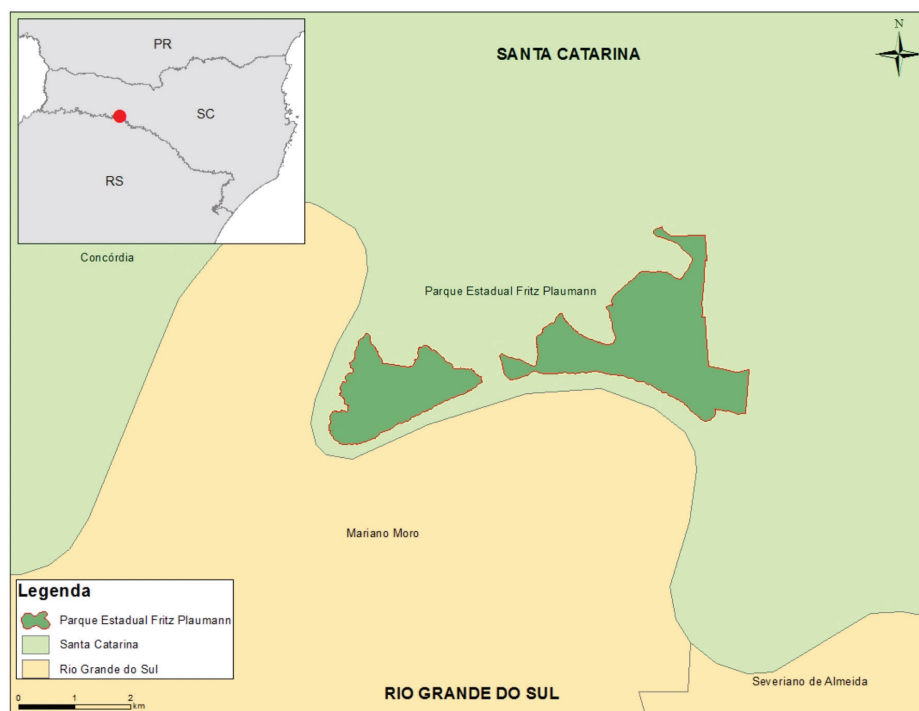 PR
SC
RS
SANTA CATARINA
N
Concórdia
Parque Estadual Fritz Plaumann
Mariano Moro
Legenda
Parque Estadual Fritz Plaumann
Santa Catarina
Rio Grande do Sul
0 1 2
km
RIO GRANDE DO SUL
Severiano de Almeida